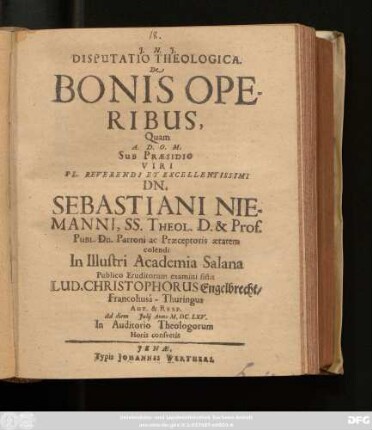 18.
J. N. J.
DISPUTATIO THEOLOGICA.
De
BONIS OPE-
RIBUS,
Quam
A. D. O. M.
SUB PRÆSIDIO
VIRI
PL. REVERENDI ET EXCELLENTISSIMI
DN.
SEBASTIANI NIE-
MANNI, SS. THEOL. D. & Prof.
Publ. Dn. Patroni ac Præceptoris ætatem
colendi
In Illustri Academia Salana
Publico Eruditorum examini sistit
LUD. CHRISTOPHORUS Engelbrecht/
Francohusâ-Thuringus
AUT. & RESP.
Ad diem Julij Anno M, DC. LXV.
In Auditorio Theologorum
Horis consuetis
JENÆ,
Typis JOHANNIS WERTHERI.
DFG